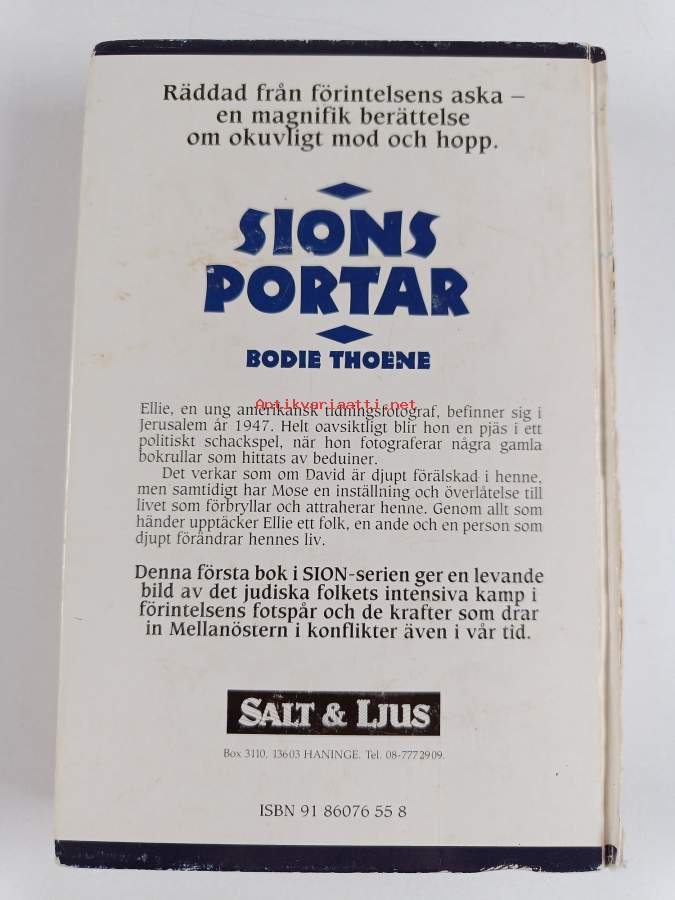 Räddad från förintelsens aska –
en magnifik berättelse
om okuvligt mod och hopp.
SIONS
PORTAR
BODIE THOENE
Antikvariaatti.net
Ellie, en ung amerikansk tidningsfotograf, befinner sig i
Jerusalem år 1947. Helt oavsiktligt blir hon en pjäs i ett
politiskt schackspel, när hon fotograferar några gamla
bokrullar som hittats av beduiner.
Det verkar som om David är djupt förälskad i henne,
men samtidigt har Mose en inställning och överlåtelse till
livet som förbryllar och attraherar henne. Genom allt som
händer upptäcker Ellie ett folk, en ande och en person som
djupt förändrar hennes liv.
Denna första bok i SION-serien ger en levande
bild av det judiska folkets intensiva kamp i
förintelsens fotspår och de krafter som drar
in Mellanöstern i konflikter även i vår tid.
SALT & LJUS
Box 3110, 13603 HANINGE. Tel. 08-7772909.
ISBN 91 86076 55 8